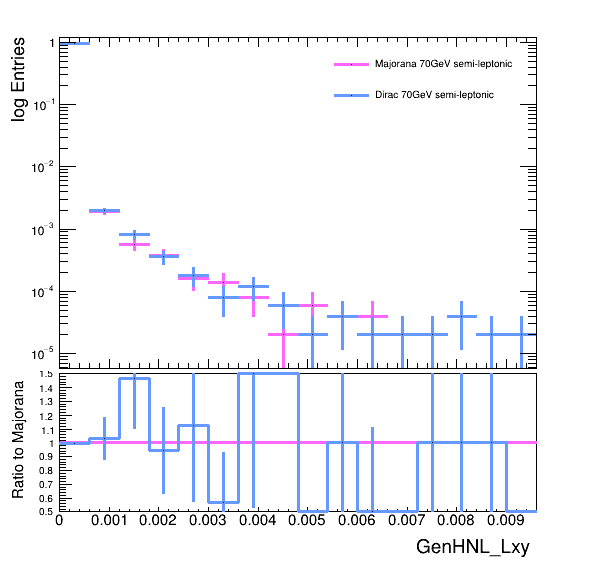 log Entries
1
10⁻¹
10⁻²
10⁻³
10⁻⁴
10⁻⁵
Majorana 70GeV semi-leptonic
Dirac 70GeV semi-leptonic
Ratio to Majorana
1.5
1.4
1.3
1.2
1.1
1
0.9
0.8
0.7
0.6
0.5
0 0.001 0.002 0.003 0.004 0.005 0.006 0.007 0.008 0.009
GenHNL_Lxy